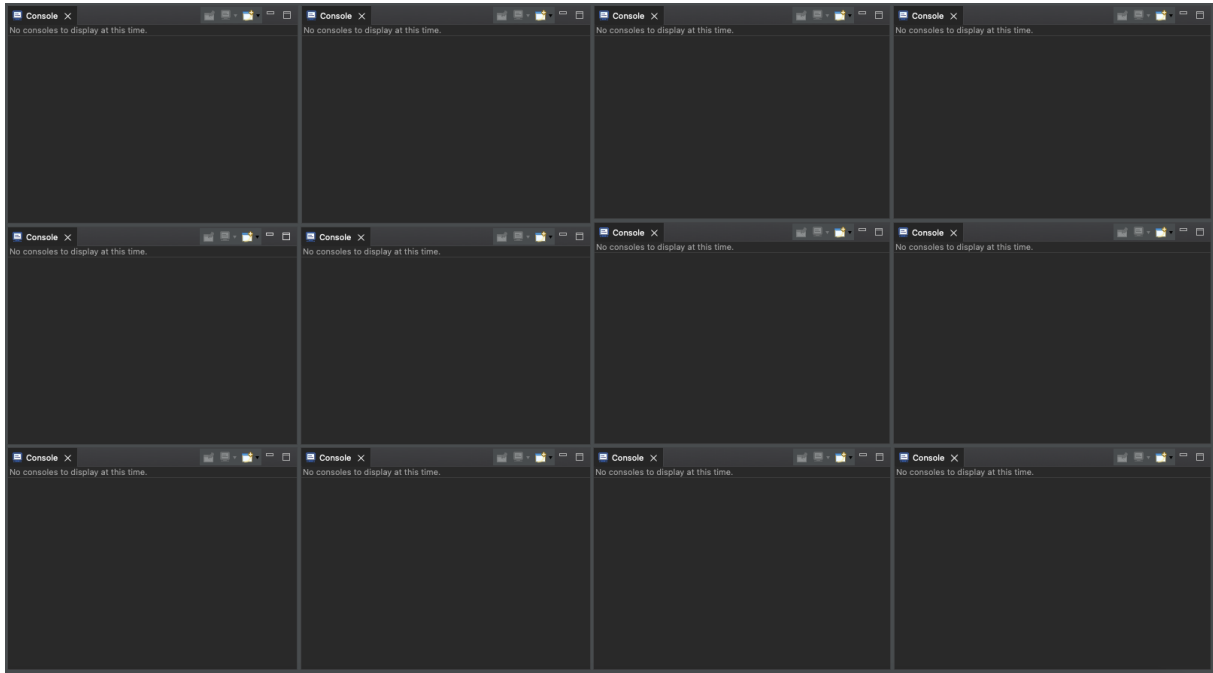 Console
No consoles to display at this time.
Console
No consoles to display at this time.
Console
No consoles to display at this time.
Console
No consoles to display at this time.
Console
No consoles to display at this time.
Console
No consoles to display at this time.
Console
No consoles to display at this time.
Console
No consoles to display at this time.
Console
No consoles to display at this time.
Console
No consoles to display at this time.
Console
No consoles to display at this time.
Console
No consoles to display at this time.